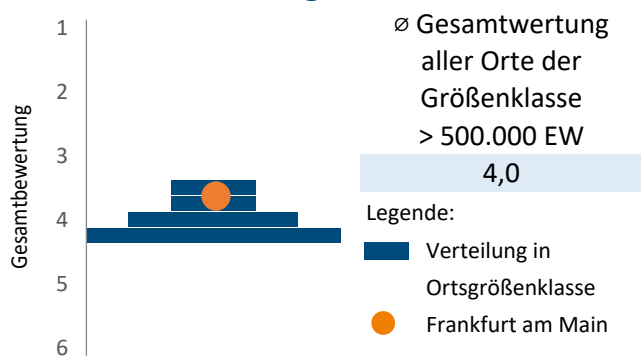 1
2
3
4
5
6
Gesamtbewertung
⌀ Gesamtwertung
aller Orte der
Größenklasse
> 500.000 EW
4,0
Legende:
Verteilung in
Ortsgrößenklasse
Frankfurt am Main